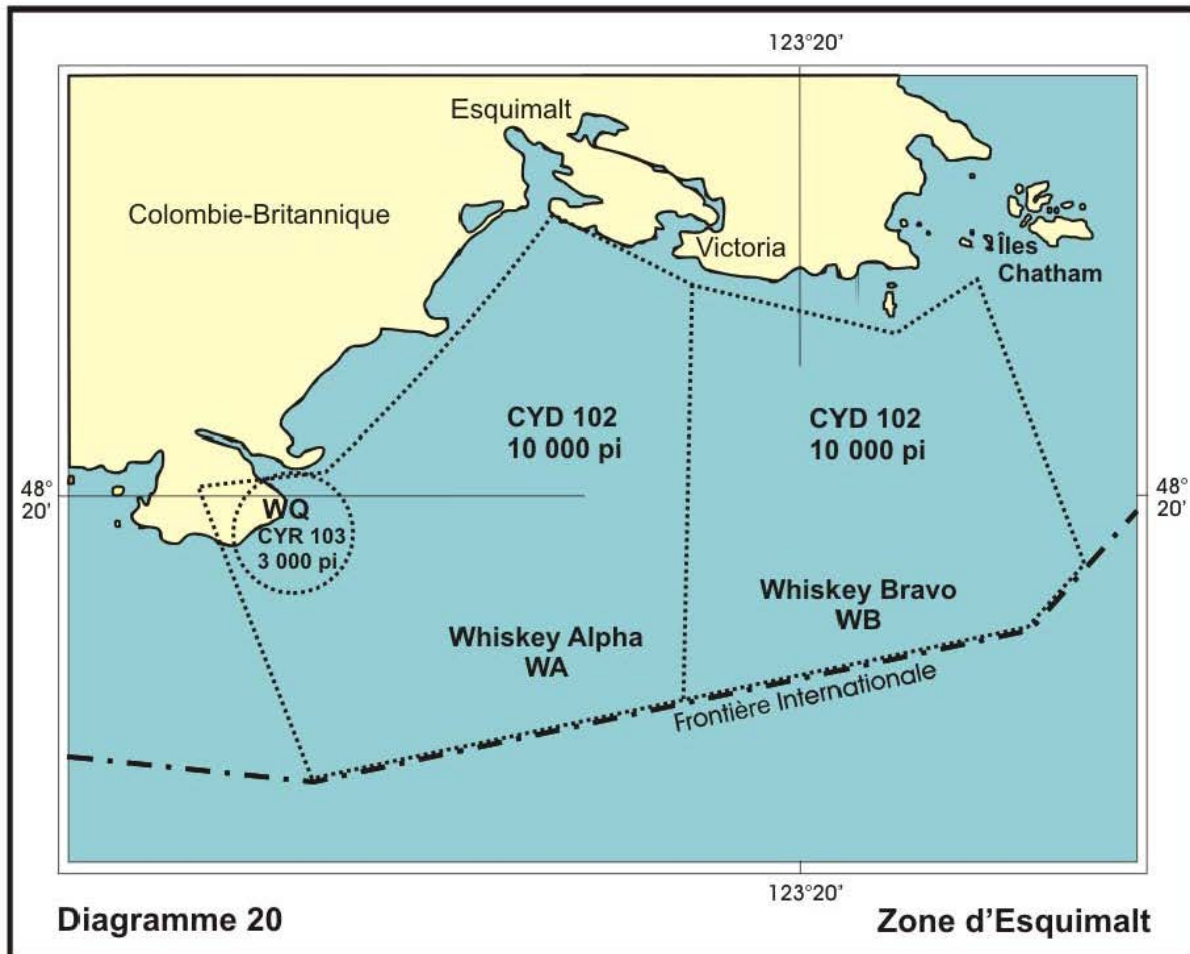 123°20'
Esquimalt
Colombie-Britannique
Victoria
Îles
Chatham
CYD 102
10 000 pi
CYD 102
10 000 pi
48°
20'
48°
20'
WQ
CYR 103
3 000 pi
Whiskey Bravo
WB
Whiskey Alpha
WA
Frontière Internationale
123°20'
Diagramme 20
Zone d'Esquimalt